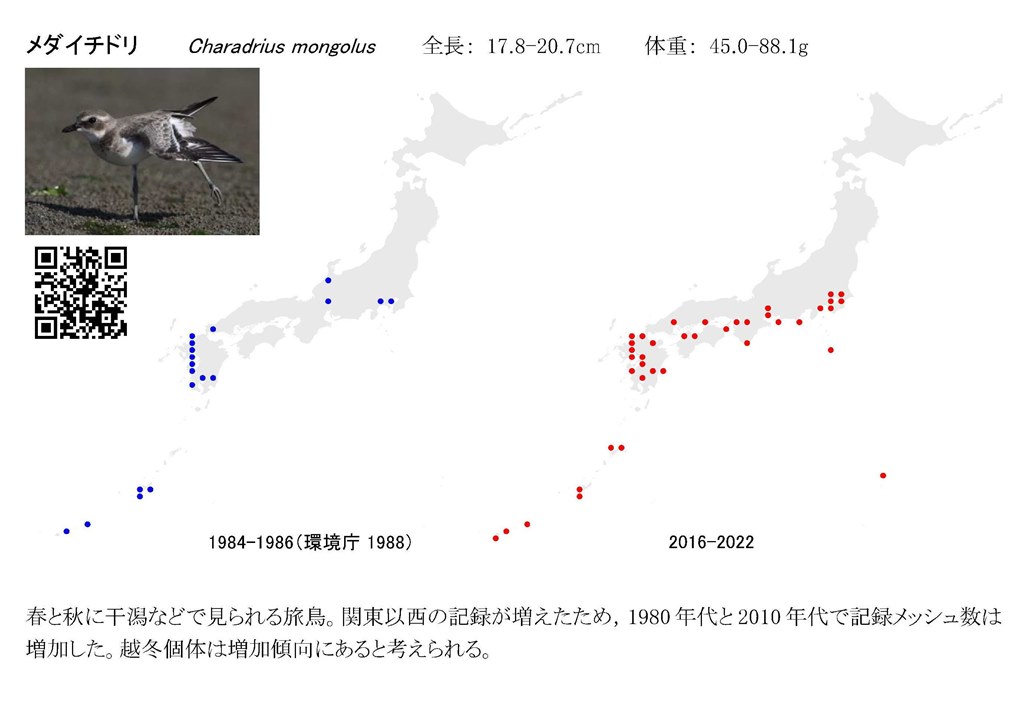 メダイチドリ Charadrius mongolus 全長： 17.8-20.7cm 体重： 45.0-88.1g
1984-1986（環境庁 1988） 2016-2022
春と秋に干潟などで見られる旅鳥。関東以西の記録が増えたため，1980 年代と 2010 年代で記録メッシュ数は
増加した。越冬個体は増加傾向にあると考えられる。